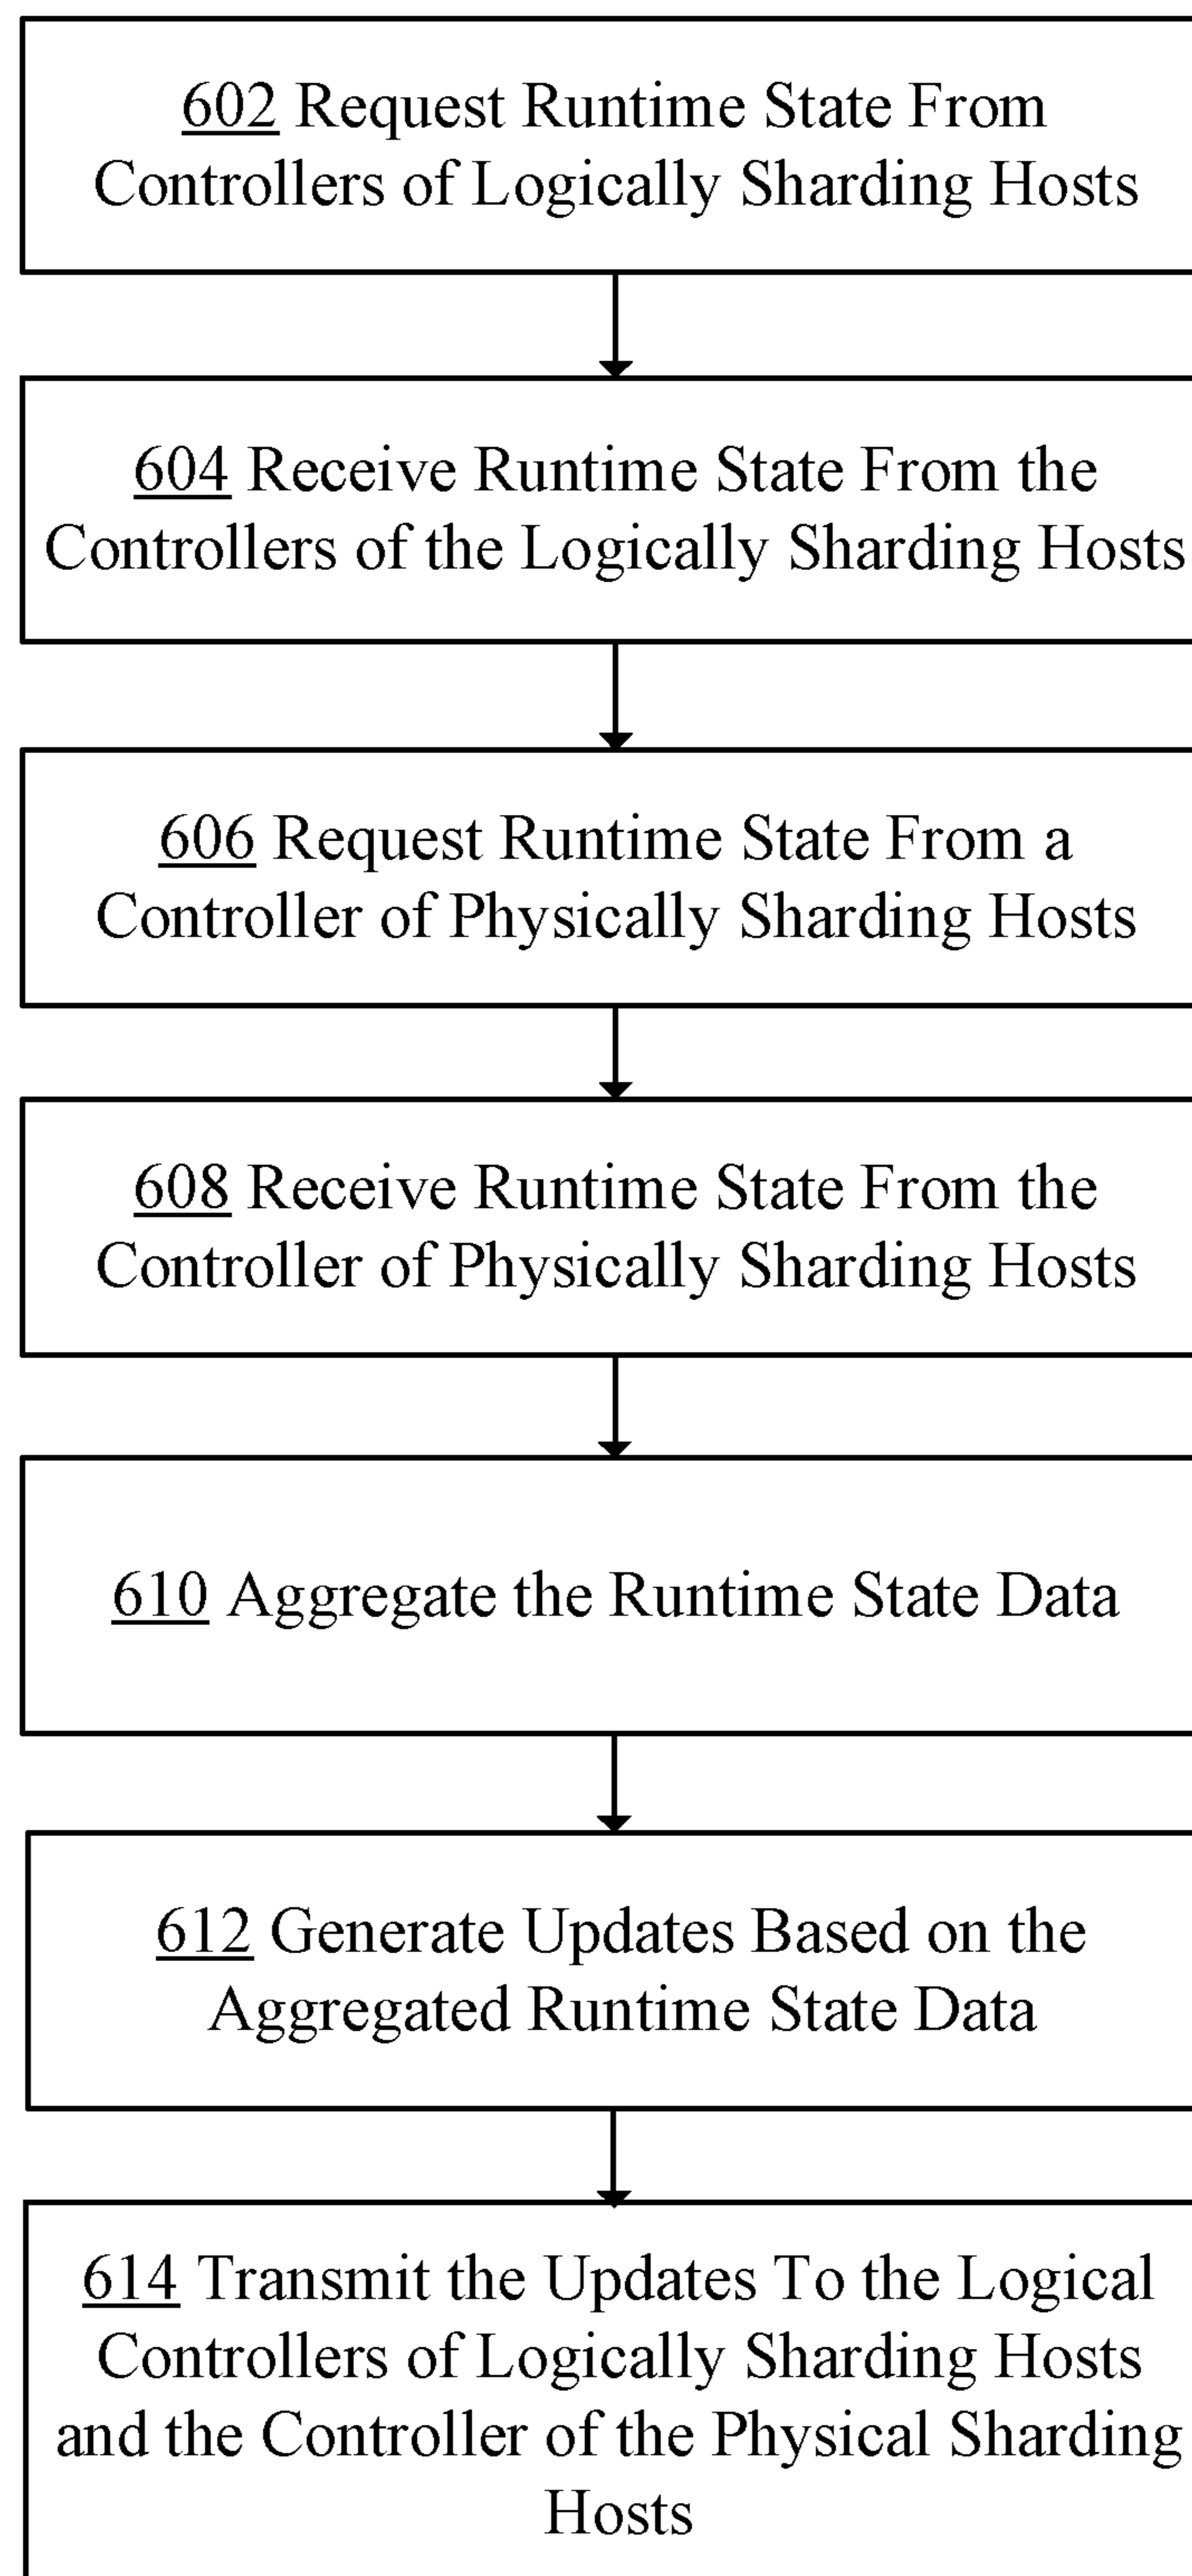 602 Request Runtime State From
Controllers of Logically Sharding Hosts
604 Receive Runtime State From the
Controllers of the Logically Sharding Hosts
606 Request Runtime State From a
Controller of Physically Sharding Hosts
608 Receive Runtime State From the
Controller of Physically Sharding Hosts
610 Aggregate the Runtime State Data
612 Generate Updates Based on the
Aggregated Runtime State Data
614 Transmit the Updates To the Logical
Controllers of Logically Sharding Hosts
and the Controller of the Physical Sharding
Hosts